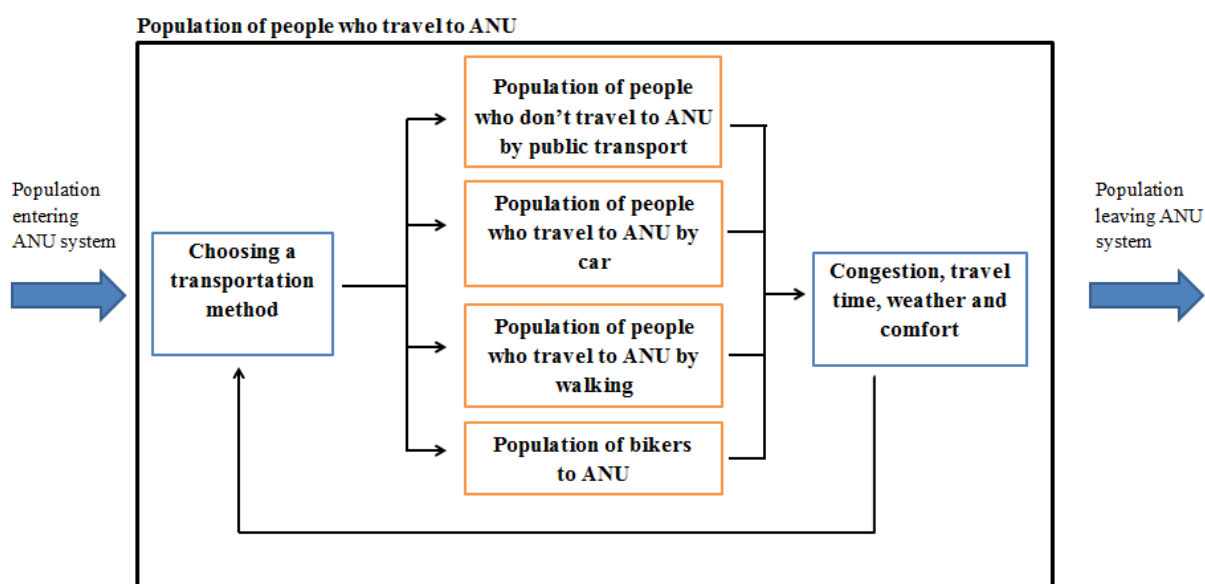 Population of people who travel to ANU
Population
entering
ANU system
Choosing a
transportation
method
Population of people
who don't travel to ANU
by public transport
Population of people
who travel to ANU by
car
Population of people
who travel to ANU by
walking
Population of bikers
to ANU
Congestion, travel
time, weather and
comfort
Population
leaving ANU
system